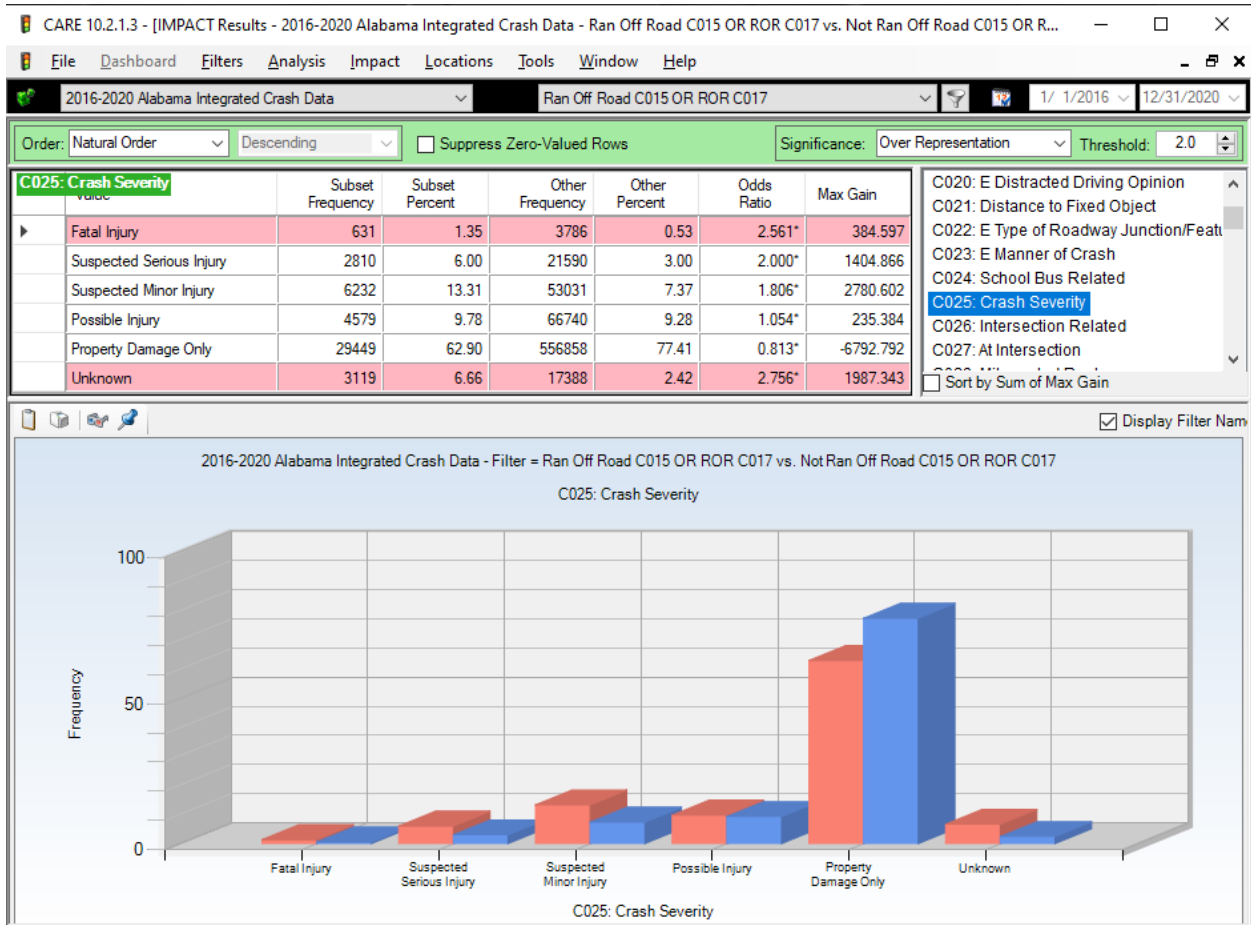 CARE 10.2.1.3 - [IMPACT Results - 2016-2020 Alabama Integrated Crash Data - Ran Off Road C015 OR ROR C017 vs. Not Ran Off Road C015 OR R...
File Dashboard Filters Analysis Impact Locations Tools Window Help
2016-2020 Alabama Integrated Crash Data Ran Off Road C015 OR ROR C017 1/ 1/2016 12/31/2020
Order: Natural Order Descending Suppress Zero-Valued Rows Significance: Over Representation Threshold: 2.0
C025: Crash Severity
Subset Frequency Subset Percent Other Frequency Other Percent Odds Ratio Max Gain
Fatal Injury 631 1.35 3786 0.53 2.561* 384.597
Suspected Serious Injury 2810 6.00 21590 3.00 2.000* 1404.866
Suspected Minor Injury 6232 13.31 53031 7.37 1.806* 2780.602
Possible Injury 4579 9.78 66740 9.28 1.054* 235.384
Property Damage Only 29449 62.90 556858 77.41 0.813* -6792.792
Unknown 3119 6.66 17388 2.42 2.756* 1987.343
C020: E Distracted Driving Opinion
C021: Distance to Fixed Object
C022: E Type of Roadway Junction/Featu
C023: E Manner of Crash
C024: School Bus Related
C025: Crash Severity
C026: Intersection Related
C027: At Intersection
Sort by Sum of Max Gain
Display Filter Nam
2016-2020 Alabama Integrated Crash Data - Filter = Ran Off Road C015 OR ROR C017 vs. Not Ran Off Road C015 OR ROR C017
C025: Crash Severity
100
50
0
Frequency
Fatal Injury
Suspected Serious Injury
Suspected Minor Injury
Possible Injury
Property Damage Only
Unknown
C025: Crash Severity